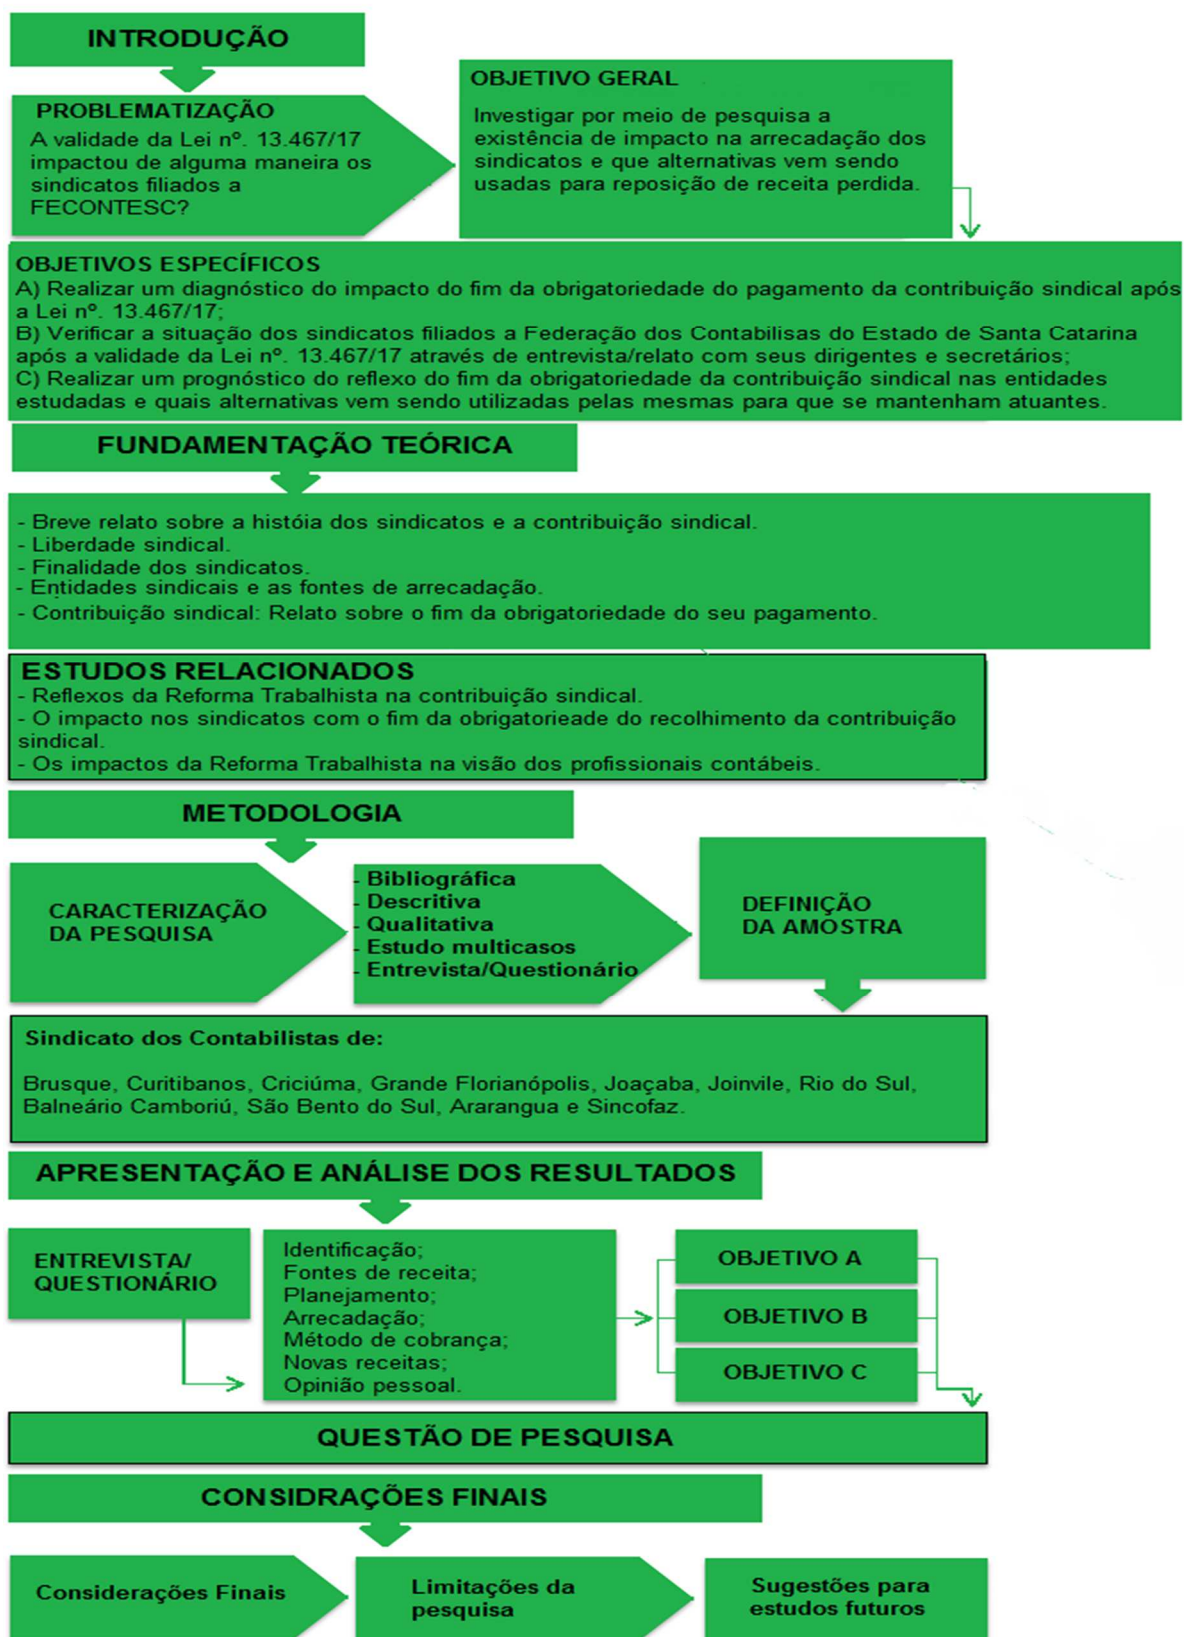 INTRODUÇÃO
PROBLEMATIZAÇÃO
A validade da Lei nº. 13.467/17
impactou de alguma maneira os
sindicatos filiados a
FECONTESC?
OBJETIVO GERAL
Investigar por meio de pesquisa a
existência de impacto na arrecadação dos
sindicatos e que alternativas vem sendo
usadas para reposição de receita perdida.
OBJETIVOS ESPECÍFICOS
A) Realizar um diagnóstico do impacto do fim da obrigatoriedade do pagamento da contribuição sindical após
a Lei nº. 13.467/17;
B) Verificar a situação dos sindicatos filiados a Federação dos Contabilisas do Estado de Santa Catarina
após a validade da Lei nº. 13.467/17 através de entrevista/relato com seus dirigentes e secretários;
C) Realizar um prognóstico do reflexo do fim da obrigatoriedade da contribuição sindical nas entidades
estudadas e quais alternativas vem sendo utilizadas pelas mesmas para que se mantenham atuantes.
FUNDAMENTAÇÃO TEÓRICA
- Breve relato sobre a históia dos sindicatos e a contribuição sindical.
- Liberdade sindical.
- Finalidade dos sindicatos.
- Entidades sindicais e as fontes de arrecadação.
- Contribuição sindical: Relato sobre o fim da obrigatoriedade do seu pagamento.
ESTUDOS RELACIONADOS
- Reflexos da Reforma Trabalhista na contribuição sindical.
- O impacto nos sindicatos com o fim da obrigatorieade do recolhimento da contribuição
sindical.
- Os impactos da Reforma Trabalhista na visão dos profissionais contábeis.
METODOLOGIA
CARACTERIZAÇÃO
DA PESQUISA
- Bibliográfica
- Descritiva
- Qualitativa
- Estudo multicasos
- Entrevista/Questionário
DEFINIÇÃO
DA AMOSTRA
Sindicato dos Contabilistas de:
Brusque, Curitibanos, Criciúma, Grande Florianópolis, Joaçaba, Joinvile, Rio do Sul,
Balneário Camboriú, São Bento do Sul, Ararangua e Sincofaz.
APRESENTAÇÃO E ANÁLISE DOS RESULTADOS
ENTREVISTA/
QUESTIONÁRIO
Identificação;
Fontes de receita;
Planejamento;
Arrecadação;
Método de cobrança;
Novas receitas;
Opinião pessoal.
OBJETIVO A
OBJETIVO B
OBJETIVO C
QUESTÃO DE PESQUISA
CONSIDRAÇÕES FINAIS
Considerações Finais
Limitações da
pesquisa
Sugestões para
estudos futuros